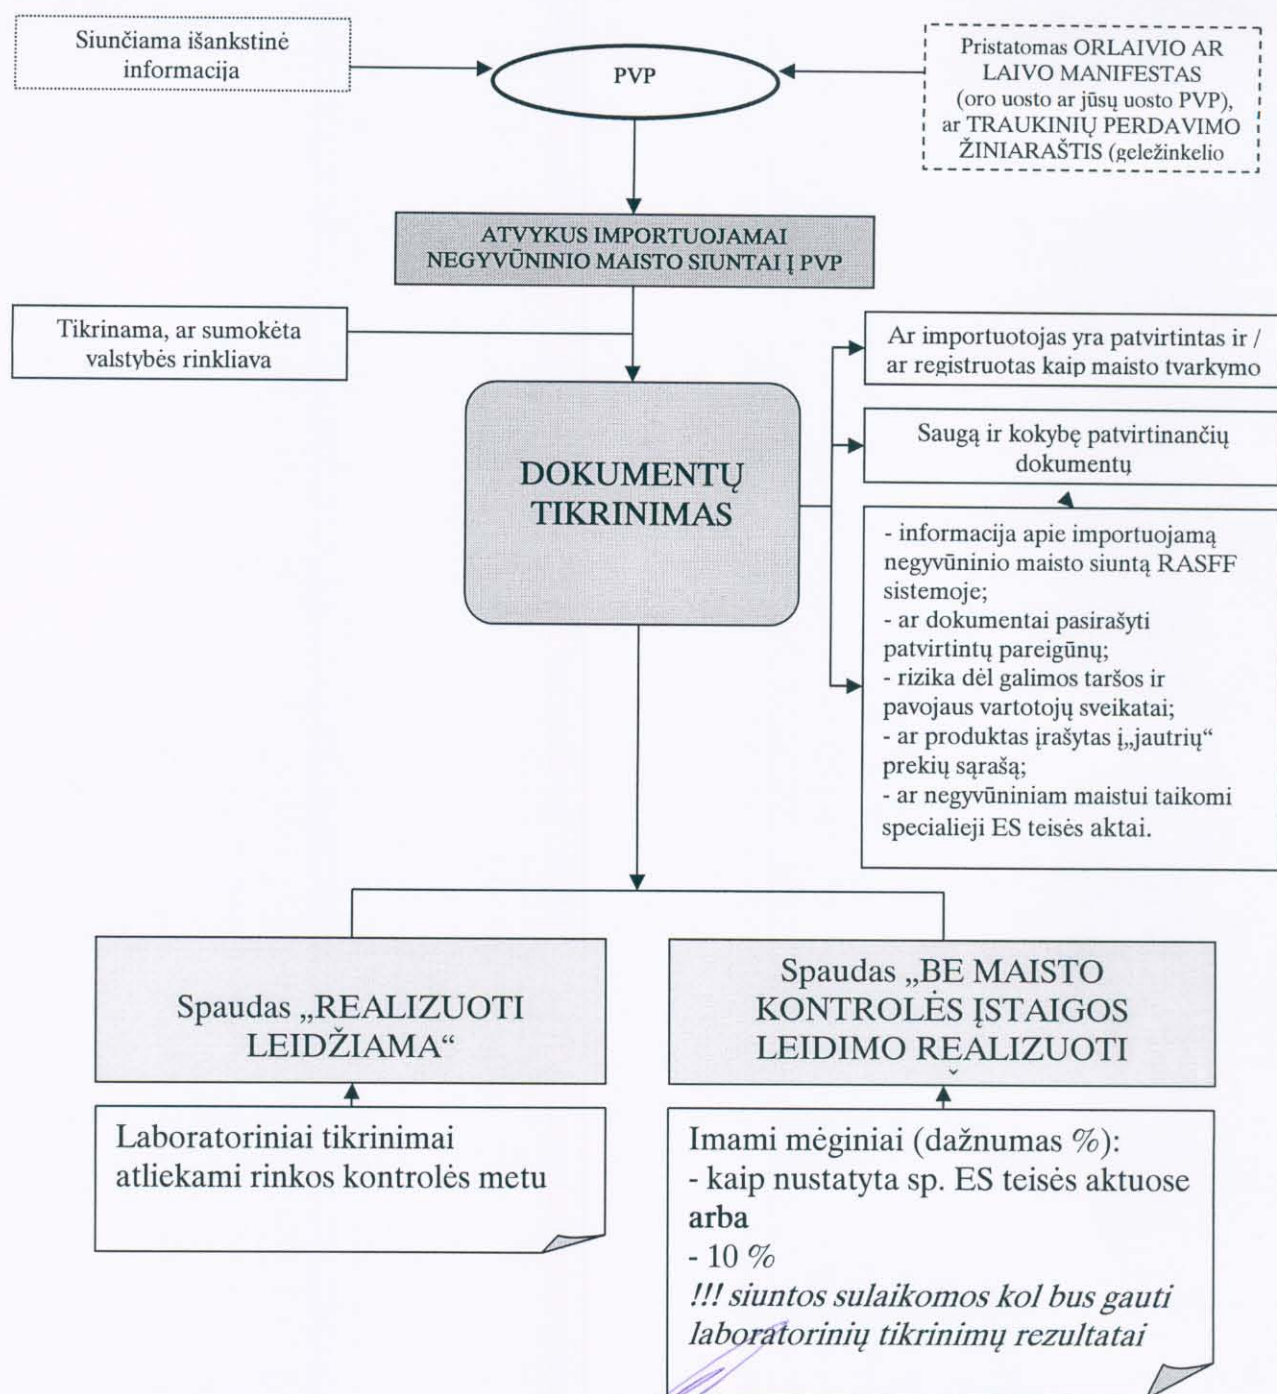 Siunčiama išankstinė
informacija
PVP
Pristatomas ORLAIVIO AR
LAIVO MANIFESTAS
(oro uosto ar jūsų uosto PVP),
ar TRAUKINIŲ PERDAVIMO
ŽINIARAŠTIS (geležinkelio
ATVYKUS IMPORTUOJAMAI
NEGYVŪNINIO MAISTO SIUNTAI Į PVP
Tikrinama, ar sumokėta
valstybės rinkliava
Ar importuotojas yra patvirtintas ir /
ar registruotas kaip maisto tvarkymo
DOKUMENTŲ
TIKRINIMAS
Saugą ir kokybę patvirtinančių
dokumentų
- informacija apie importuojamą
negyvūninio maisto siuntą RASFF
sistemoje;
- ar dokumentai pasirašyti
patvirtintų pareigūnų;
- rizika dėl galimos taršos ir
pavojaus vartotojų sveikatai;
- ar produktas įrašytas į„jautrių“
prekių sąrašą;
- ar negyvūniniam maistui taikomi
specialieji ES teisės aktai.
Spaudas „REALIZUOTI
LEIDŽIAMA“
Spaudas „BE MAISTO
KONTROLĖS ĮSTAIGOS
LEIDIMO REALIZUOTI
Laboratoriniai tikrinimai
atliekami rinkos kontrolės metu
Imami mėginiai (dažnumas %):
- kaip nustatyta sp. ES teisės aktuose
arba
- 10 %
!!! siuntos sulaikomos kol bus gauti
laboratorinių tikrinimų rezultatai